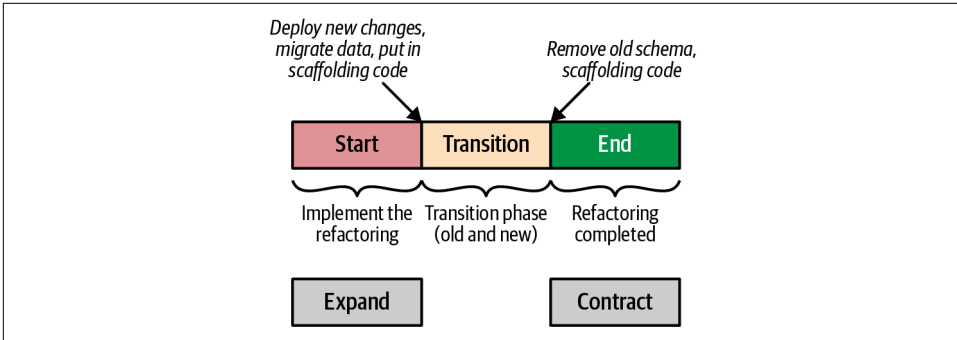 Deploy new changes,
migrate data, put in
scaffolding code
Remove old schema,
scaffolding code
Start
Transition
End
Implement the
refactoring
Transition phase
(old and new)
Refactoring
completed
Expand
Contract